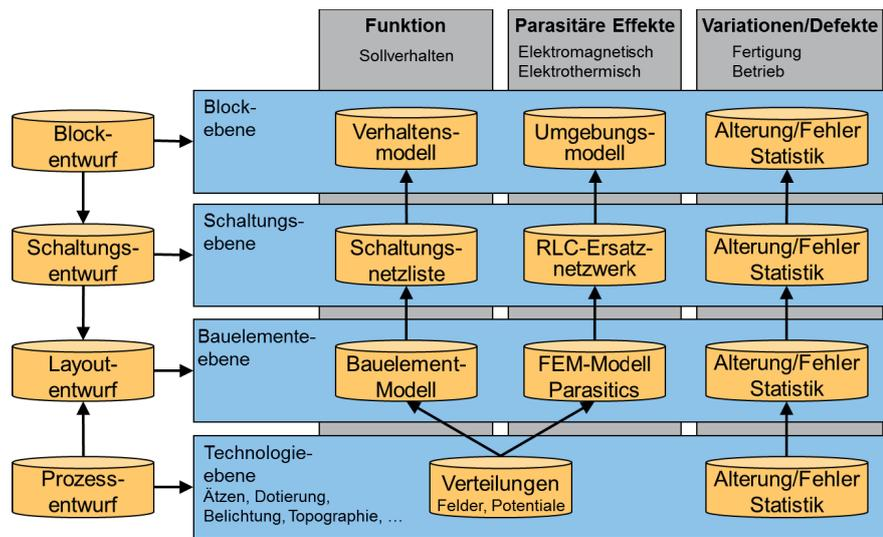 Funktion
Sollverhalten
Parasitäre Effekte
Elektromagnetisch
Elektrothermisch
Variationen/Defekte
Fertigung
Betrieb
Block-
entwurf
Block-
ebene
Verhaltens-
modell
Umgebungs-
modell
Alterung/Fehler
Statistik
Schaltungs-
entwurf
Schaltungs-
ebene
Schaltungs-
netzliste
RLC-Ersatz-
netzwerk
Alterung/Fehler
Statistik
Layout-
entwurf
Bauelemente-
ebene
Bauelement-
Modell
FEM-Modell
Parasitics
Alterung/Fehler
Statistik
Prozess-
entwurf
Technologie-
ebene
Ätzen, Dotierung,
Belichtung, Topographie, ...
Verteilungen
Felder, Potentiale
Alterung/Fehler
Statistik